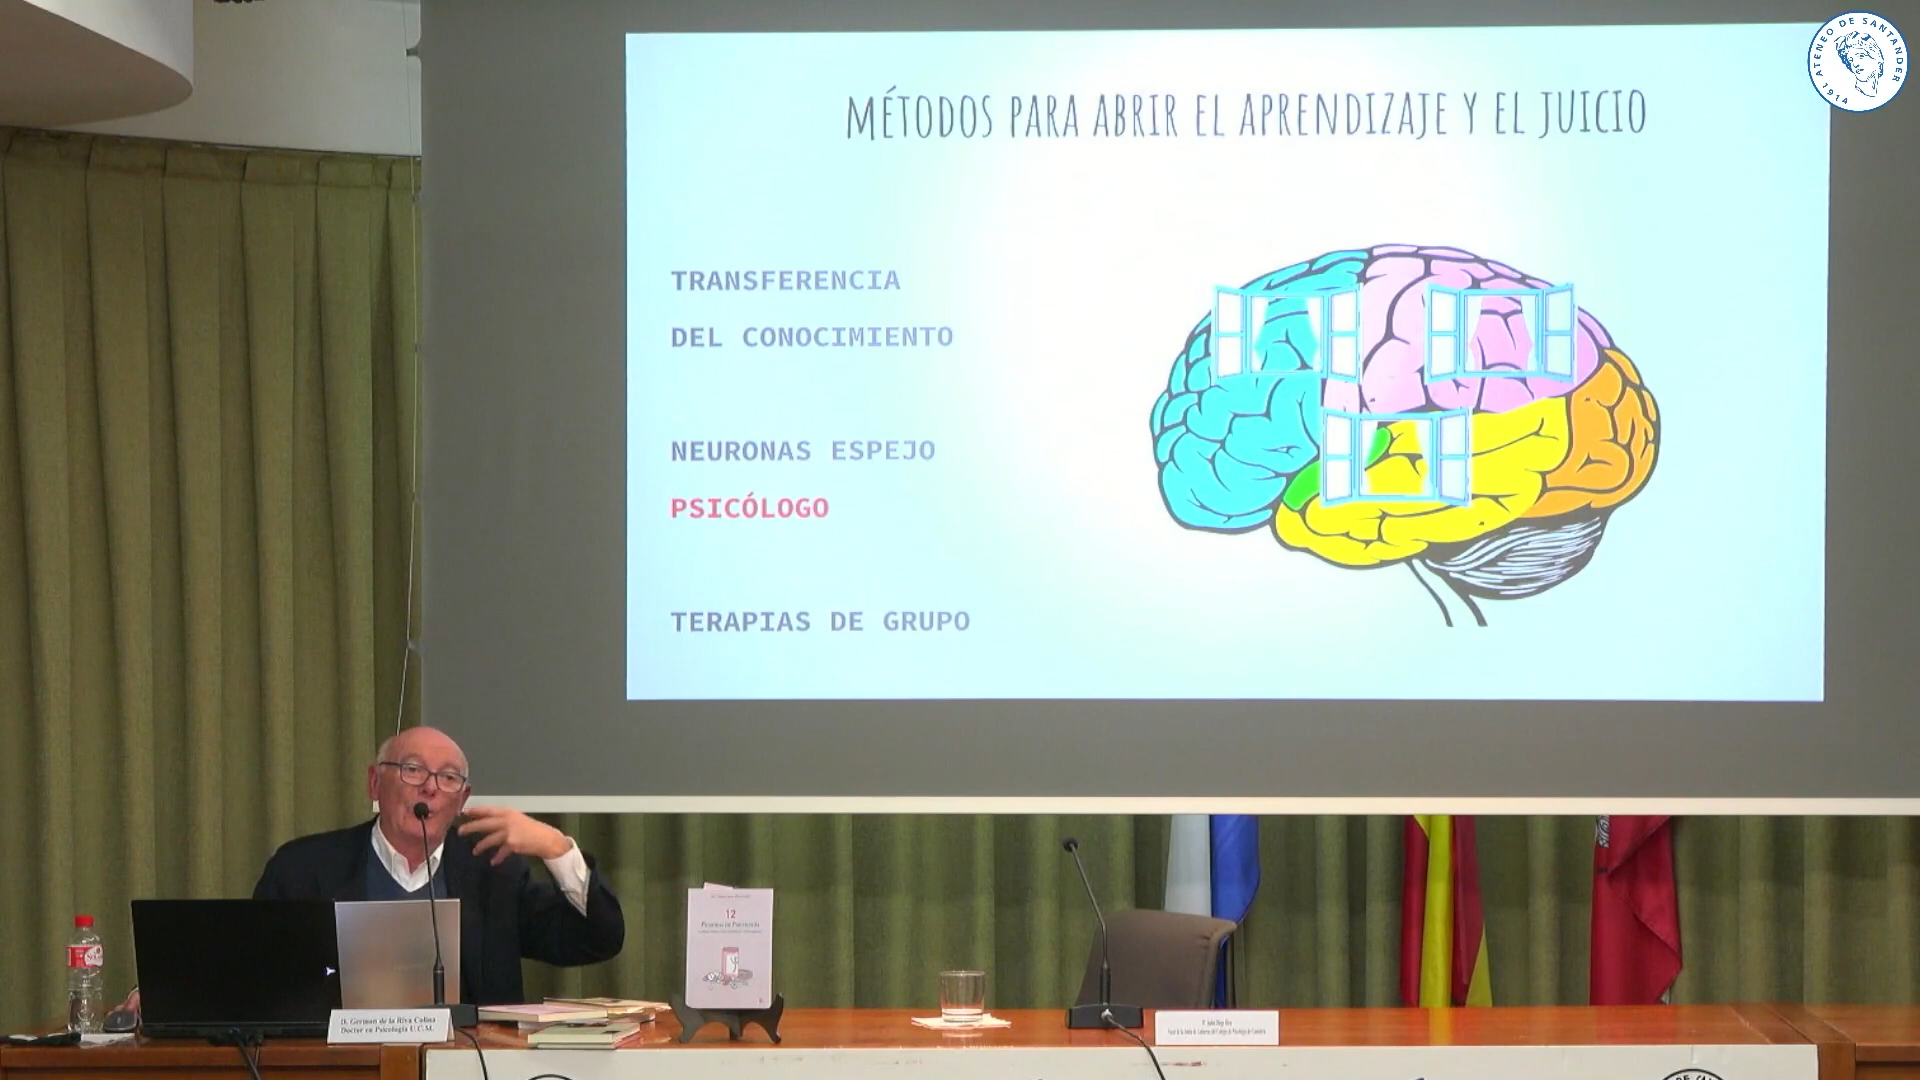 MÉTODOS PARA ABRIR EL APRENDIZAJE Y EL JUICIO
TRANSFERENCIA
DEL CONOCIMIENTO
NEURONAS ESPEJO
PSICÓLOGO
TERAPIAS DE GRUPO
ATENEO DE SANTANDER
1914
12
D. German de la Riva Colina
Doctor en Psicología U.C.M.